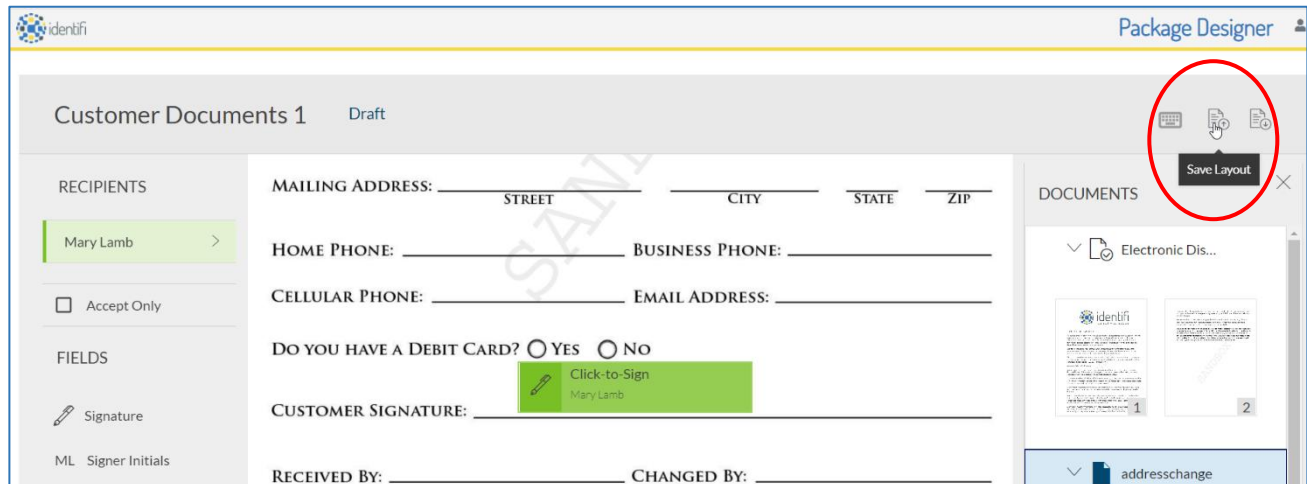 identifi
Package Designer
Customer Documents 1 Draft
Save Layout
RECIPIENTS
Mary Lamb
Accept Only
FIELDS
Signature
ML Signer Initials
MAILING ADDRESS:
STREET CITY STATE ZIP
HOME PHONE: BUSINESS PHONE:
CELLULAR PHONE: EMAIL ADDRESS:
DO YOU HAVE A DEBIT CARD? YES NO
Click-to-Sign
Mary Lamb
CUSTOMER SIGNATURE:
RECEIVED BY: CHANGED BY:
DOCUMENTS
Electronic Dis...
identifi
1
2
addresschange